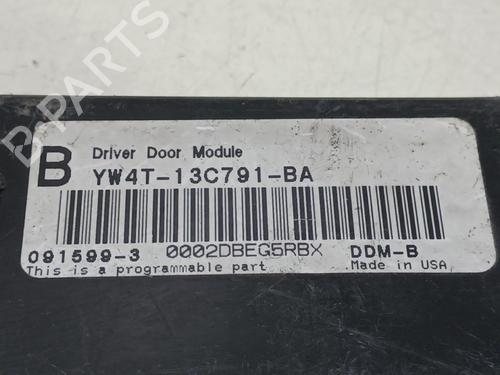 B
Driver Door Module
YW4T-13C791-BA
091599-3
0002DBEG5RBX
DDM-B
This is a programmable part
Made in USA
B-PARTS